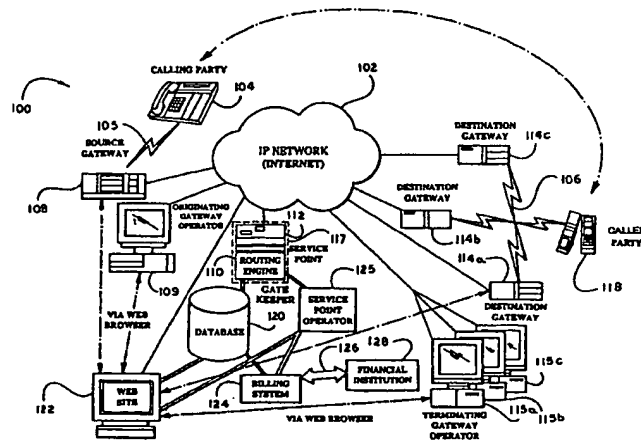 CALLING PARTY
104
100
102
105
SOURCE
GATEWAY
IP NETWORK
(INTERNET)
DESTINATION
GATEWAY
114c
108
106
DESTINATION
GATEWAY
ORIGINATING
GATEWAY
OPERATOR
112
SERVICE
POINT
117
114b
CALLED
PARTY
110
ROUTING
ENGINE
114a
118
125
109
GATE
KEEPER
SERVICE
POINT
OPERATOR
DESTINATION
GATEWAY
VIA WEB
BROWSER
DATABASE
120
126
128
115c
122
WEB
SITE
BILLING
SYSTEM
FINANCIAL
INSTITUTION
124
VIA WEB BROWSER
TERMINATING
GATEWAY
OPERATOR
115a
115b